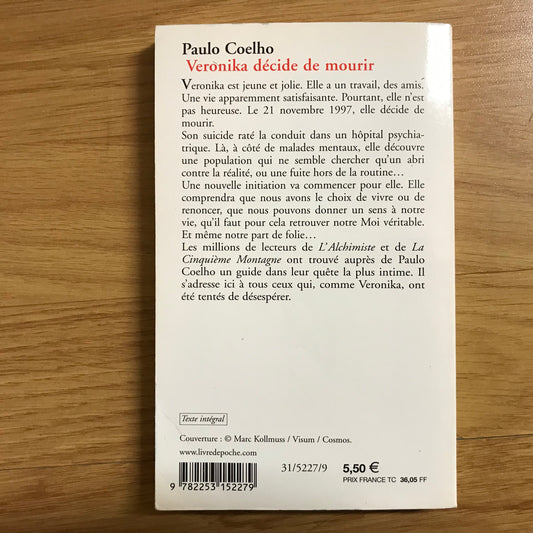 Paulo Coelho
Veronika décide de mourir
Veronika est jeune et jolie. Elle a un travail, des amis.
Une vie apparemment satisfaisante. Pourtant, elle n'est
pas heureuse. Le 21 novembre 1997, elle décide de
mourir.
Son suicide raté la conduit dans un hôpital psychia-
trique. Là, à côté de malades mentaux, elle découvre
une population qui ne semble chercher qu'un abri
contre la réalité, ou une fuite hors de la routine…
Une nouvelle initiation va commencer pour elle. Elle
comprendra que nous avons le choix de vivre ou de
renoncer, que nous pouvons donner un sens à notre
vie, qu'il faut pour cela retrouver notre Moi véritable.
Et même notre part de folie…
Les millions de lecteurs de L'Alchimiste et de La
Cinquième Montagne ont trouvé auprès de Paulo
Coelho un guide dans leur quête la plus intime. Il
s'adresse ici à tous ceux qui, comme Veronika, ont
été tentés de désespérer.
Texte intégral
Couverture : © Marc Kollmuss / Visum / Cosmos.
www.livredepoche.com
31/5227/9
5,50 €
PRIX FRANCE TC 36,05 FF
9 782253 152279